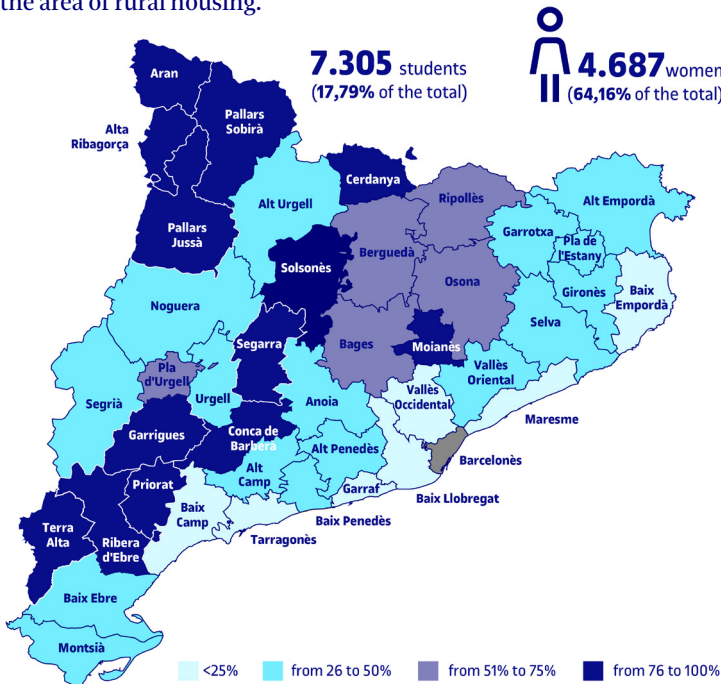 the area of rural housing.
7.305 students
(17,79% of the total)
4.687 women
(64,16% of the total)
Aran
Alta
Ribagorça
Pallars
Sobirà
Pallars
Jussà
Alt Urgell
Cerdanya
Ripollès
Berguedà
Alt Empordà
Garrotxa
Pla de
l'Estany
Gironès
Baix
Empordà
Osona
Selva
Solsonès
Noguera
Segarra
Bages
Moianès
Vallès
Oriental
Vallès
Occidental
Maresme
Barcelonès
Baix Llobregat
Pla
d'Urgell
Segrià
Urgell
Anoia
Garrigues
Conca de
Barberà
Alt Penedès
Alt
Camp
Garraf
Baix Penedès
Tarragonès
Priorat
Baix
Camp
Terra
Alta
Ribera
d'Ebre
Baix Ebre
Montsià
<25%
from 26 to 50%
from 51% to 75%
from 76 to 100%